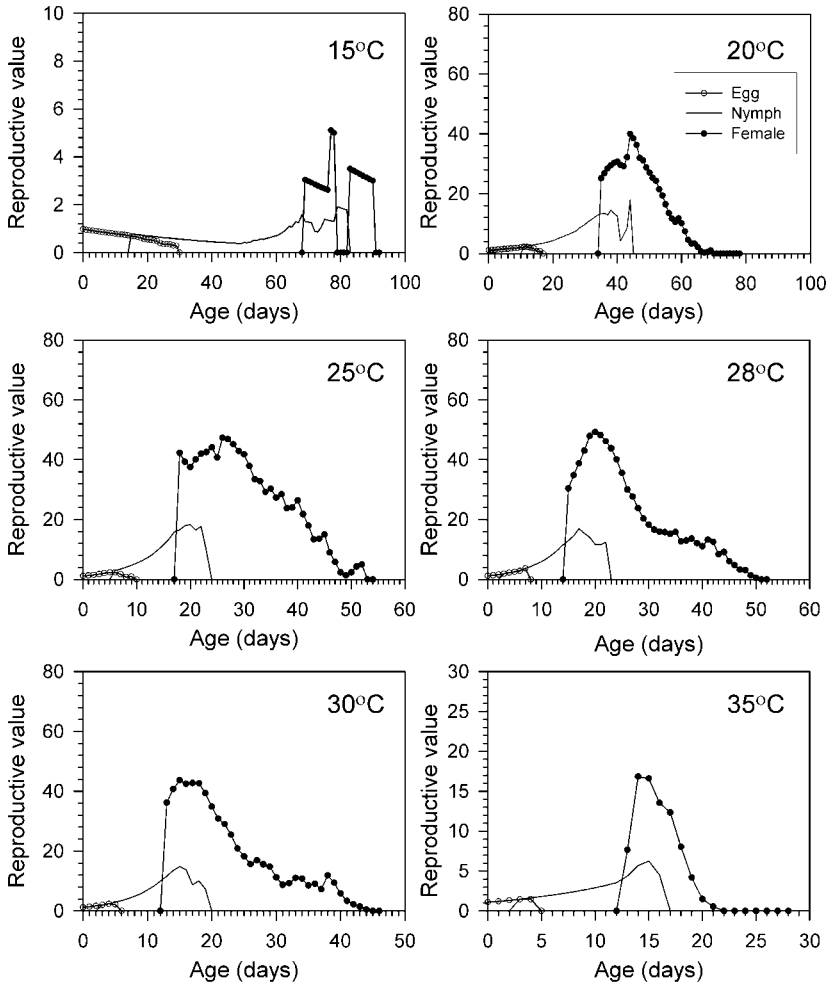 15°C
Reproductive value
10
8
6
4
2
0
0 20 40 60 80 100
Age (days)
20°C
Egg
Nymph
Female
Reproductive value
80
60
40
20
0
0 20 40 60 80 100
Age (days)
25°C
Reproductive value
80
60
40
20
0
0 10 20 30 40 50 60
Age (days)
28°C
Reproductive value
80
60
40
20
0
0 10 20 30 40 50 60
Age (days)
30°C
Reproductive value
80
60
40
20
0
0 10 20 30 40 50
Age (days)
35°C
Reproductive value
30
25
20
15
10
5
0
0 5 10 15 20 25 30
Age (days)